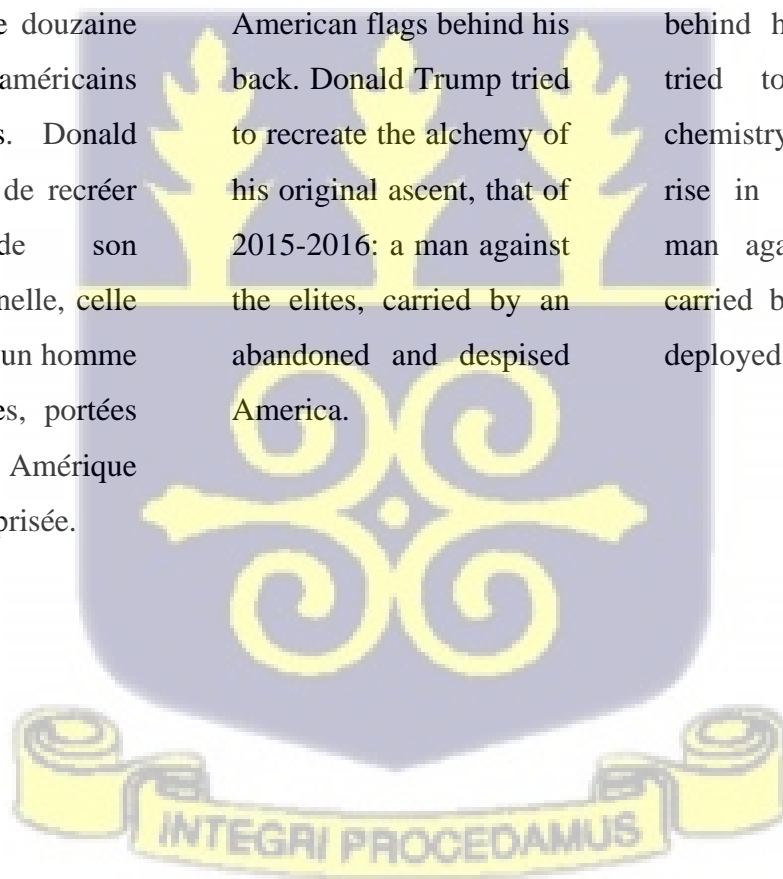 e douzaine
américains
s. Donald
de recréer
de son
nelle, celle
un homme
es, portées
Amérique
prisée.
American flags behind his
back. Donald Trump tried
to recreate the alchemy of
his original ascent, that of
2015-2016: a man against
the elites, carried by an
abandoned and despised
America.
behind h
tried to
chemistry
rise in
man aga
carried b
deployed
INTEGRI PROCEDAMUS